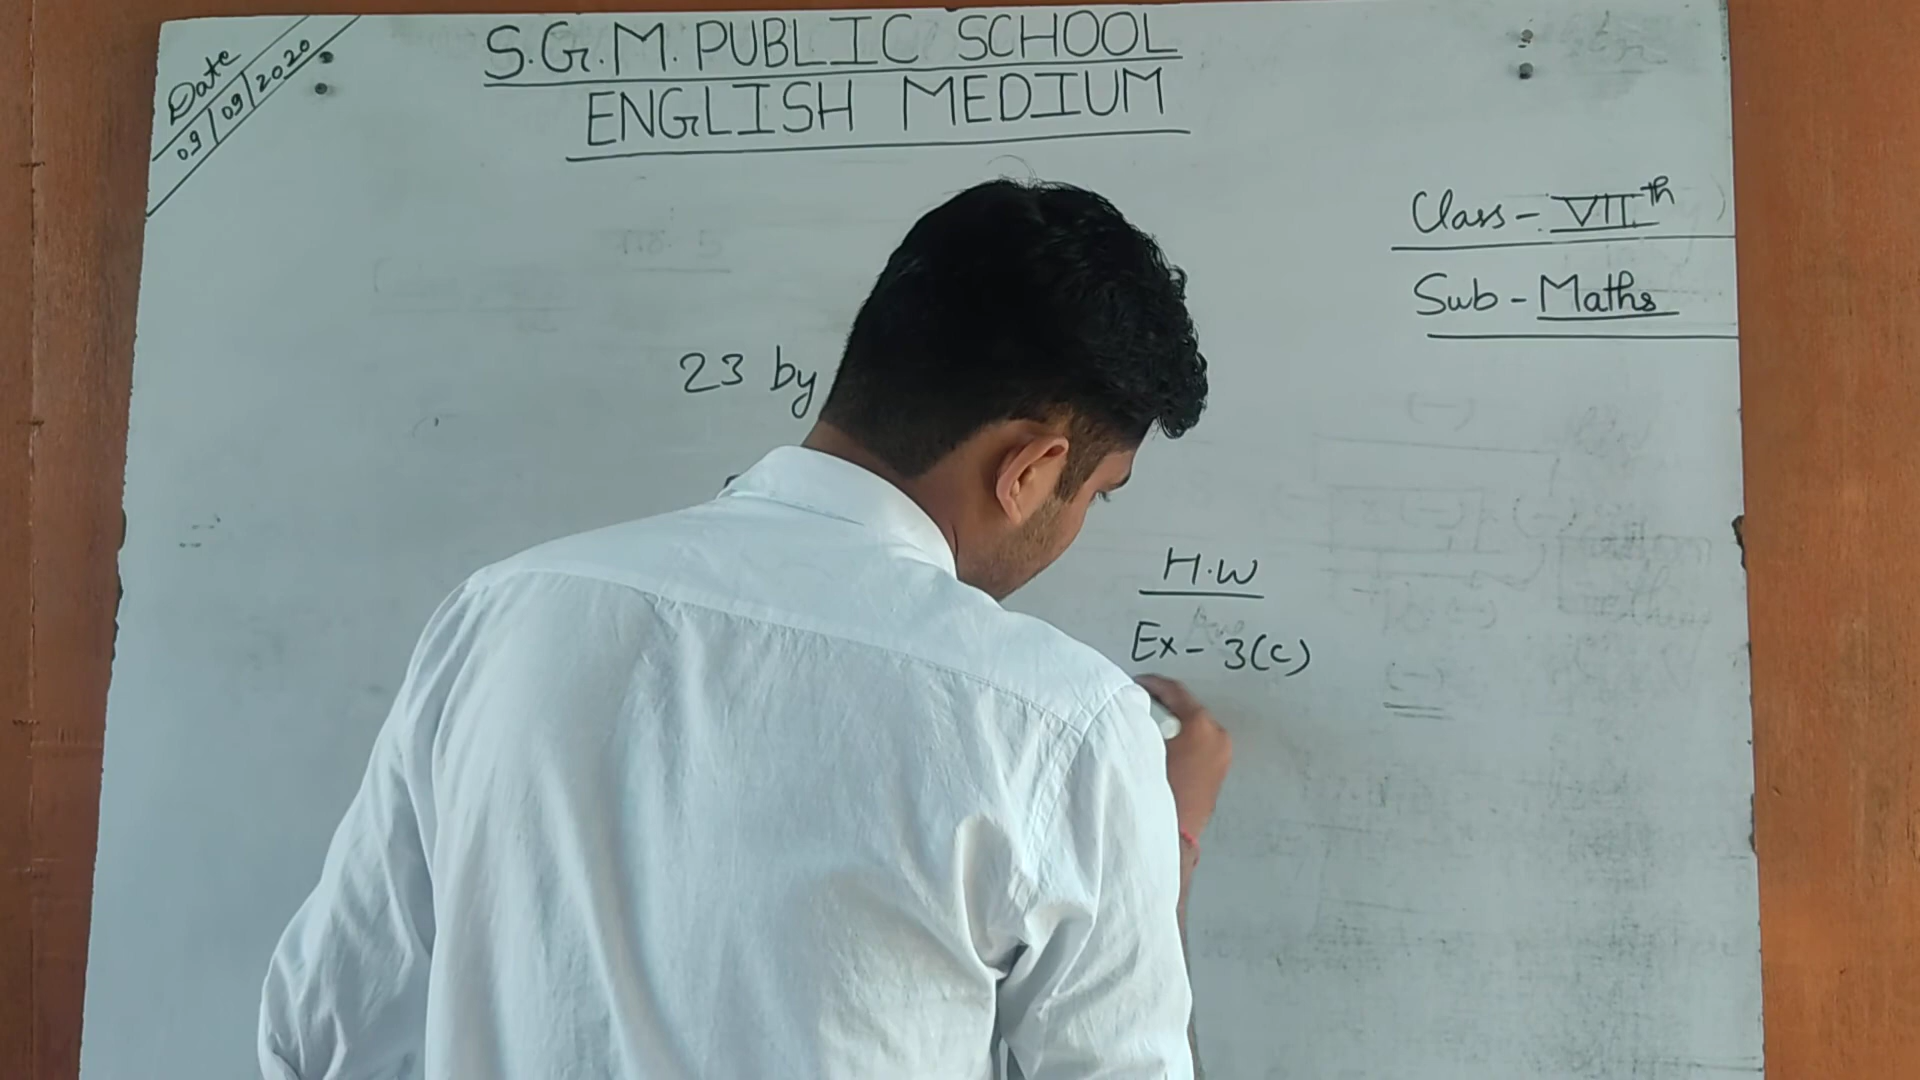 Date
09/09/2020
S.G.M. PUBLIC SCHOOL
ENGLISH MEDIUM
Class - VIIth
Sub - Maths
23 by
H.W
Ex - 3(c)